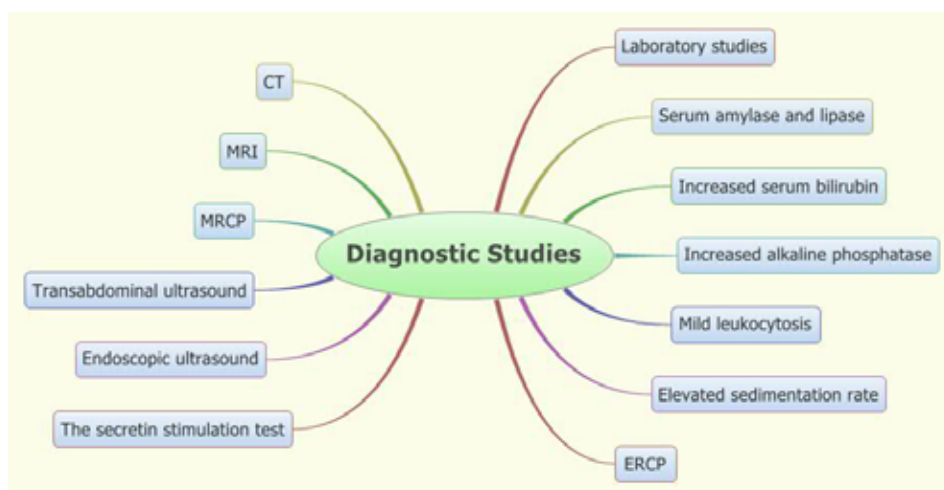 Diagnostic Studies
Laboratory studies
Serum amylase and lipase
Increased serum bilirubin
Increased alkaline phosphatase
Mild leukocytosis
Elevated sedimentation rate
ERCP
CT
MRI
MRCP
Transabdominal ultrasound
Endoscopic ultrasound
The secretin stimulation test